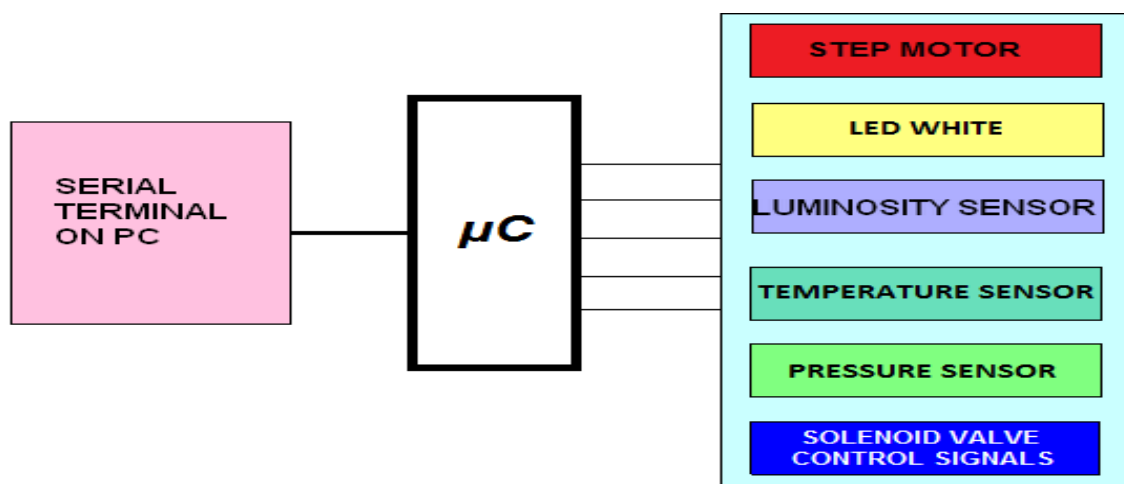 SERIAL
TERMINAL
ON PC
µC
STEP MOTOR
LED WHITE
LUMINOSITY SENSOR
TEMPERATURE SENSOR
PRESSURE SENSOR
SOLENOID VALVE
CONTROL SIGNALS